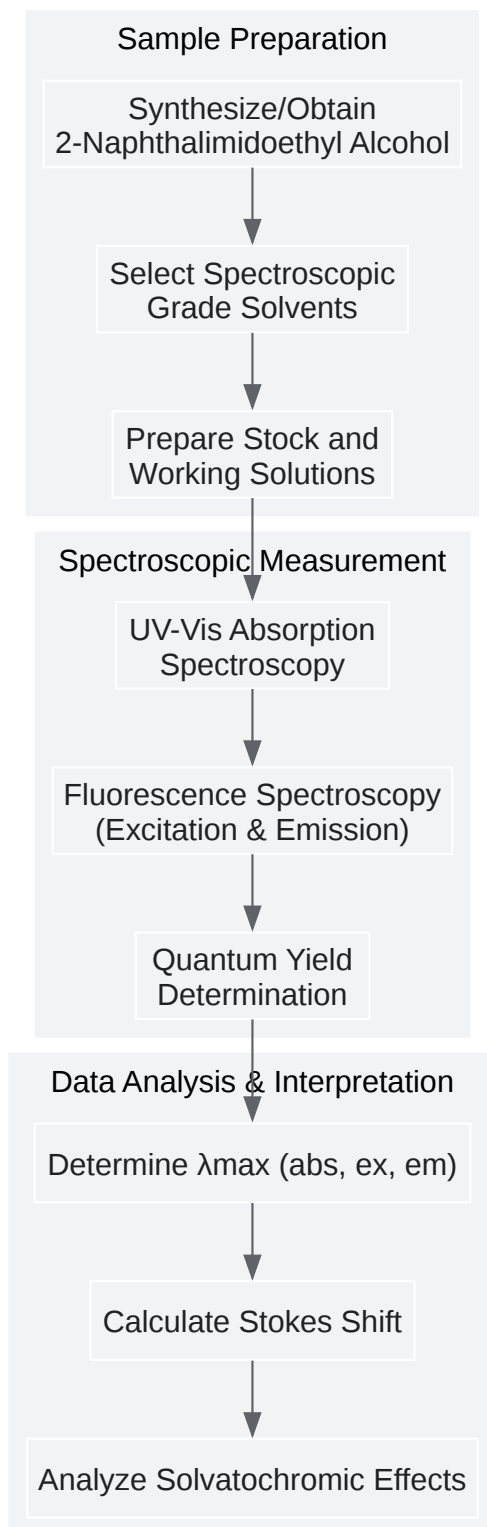 Sample Preparation
Synthesize/Obtain
2-Naphthalimidoethyl Alcohol
Select Spectroscopic
Grade Solvents
Prepare Stock and
Working Solutions
Spectroscopic Measurement
UV-Vis Absorption
Spectroscopy
Fluorescence Spectroscopy
(Excitation & Emission)
Quantum Yield
Determination
Data Analysis & Interpretation
Determine λmax (abs, ex, em)
Calculate Stokes Shift
Analyze Solvatochromic Effects